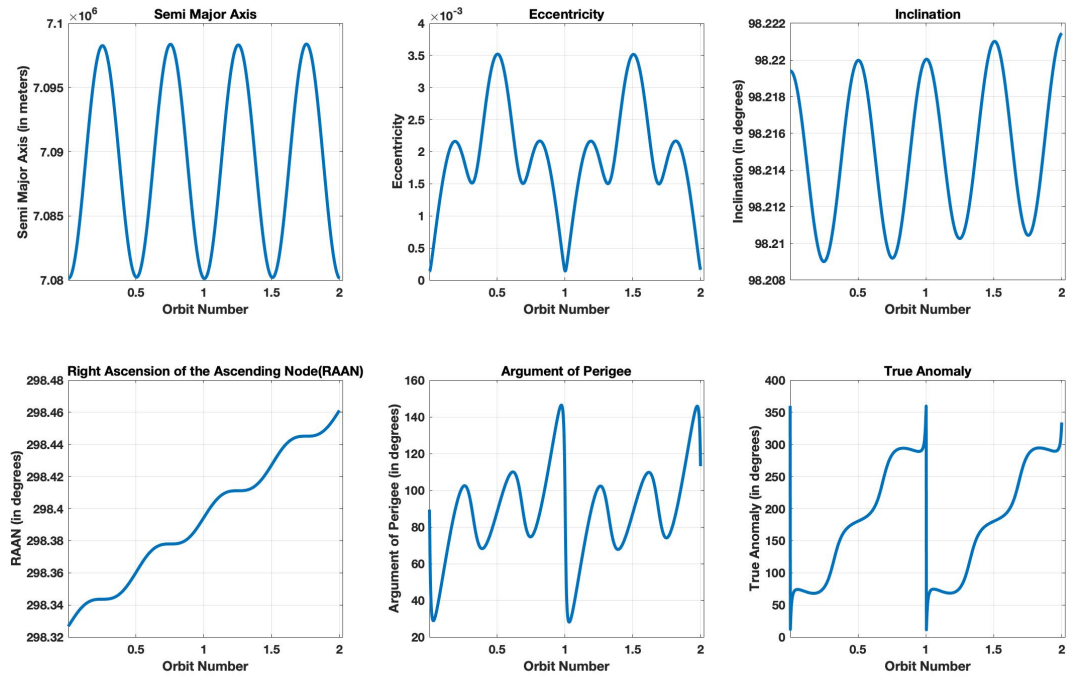 Semi Major Axis
×10^6
7.1
7.095
7.09
7.085
7.08
Semi Major Axis (in meters)
0.5 1 1.5 2
Orbit Number
Eccentricity
×10^-3
4
3.5
3
2.5
2
1.5
1
0.5
0
Eccentricity
0.5 1 1.5 2
Orbit Number
Inclination
98.222
98.22
98.218
98.216
98.214
98.212
98.21
98.208
Inclination (in degrees)
0.5 1 1.5 2
Orbit Number
Right Ascension of the Ascending Node(RAAN)
298.48
298.46
298.44
298.42
298.4
298.38
298.36
298.34
298.32
RAAN (in degrees)
0.5 1 1.5 2
Orbit Number
Argument of Perigee
160
140
120
100
80
60
40
20
Argument of Perigee (in degrees)
0.5 1 1.5 2
Orbit Number
True Anomaly
400
350
300
250
200
150
100
50
0
True Anomaly (in degrees)
0.5 1 1.5 2
Orbit Number